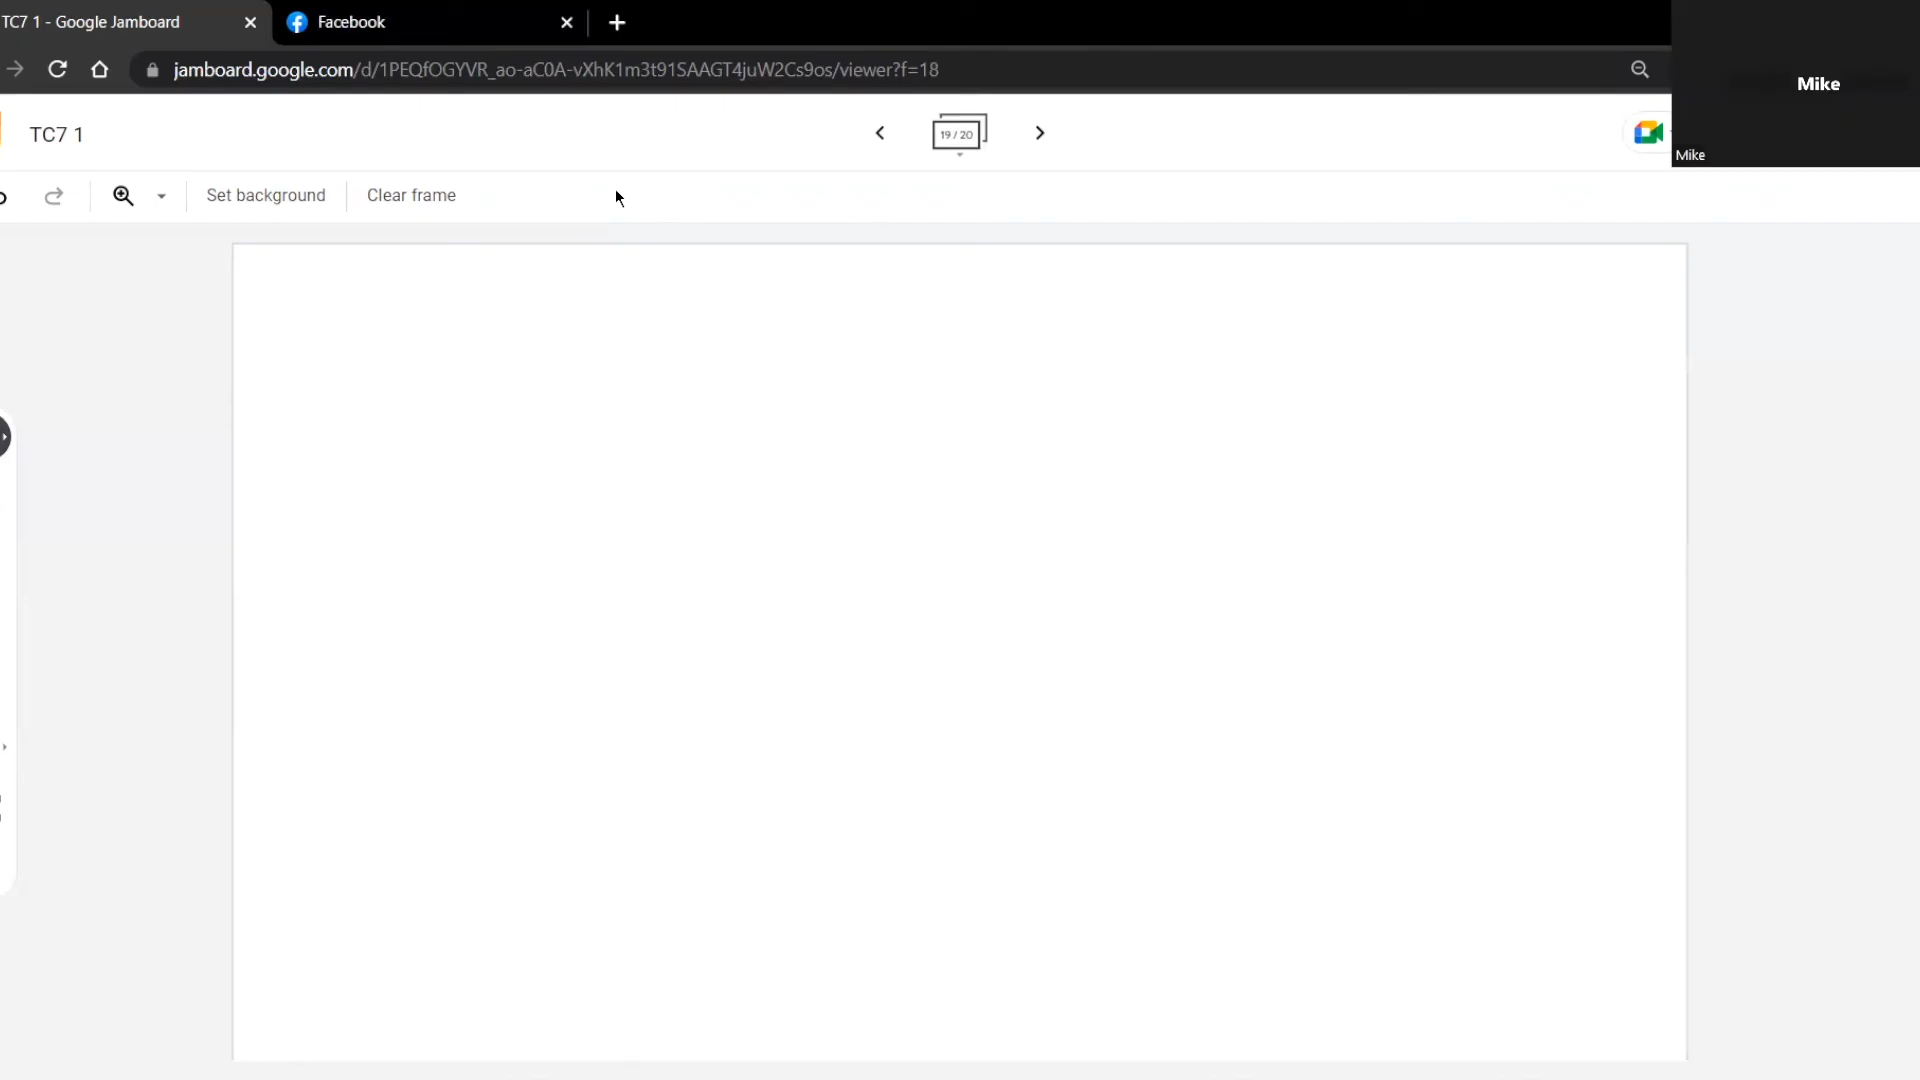 TC7 1 - Google Jamboard
Facebook
jamboard.google.com/d/1PEQfOGYVR_ao-aC0A-vXhK1m3t91SAAGT4juW2Cs9os/viewer?f=18
Mike
TC7 1
19 / 20
Mike
Set background
Clear frame